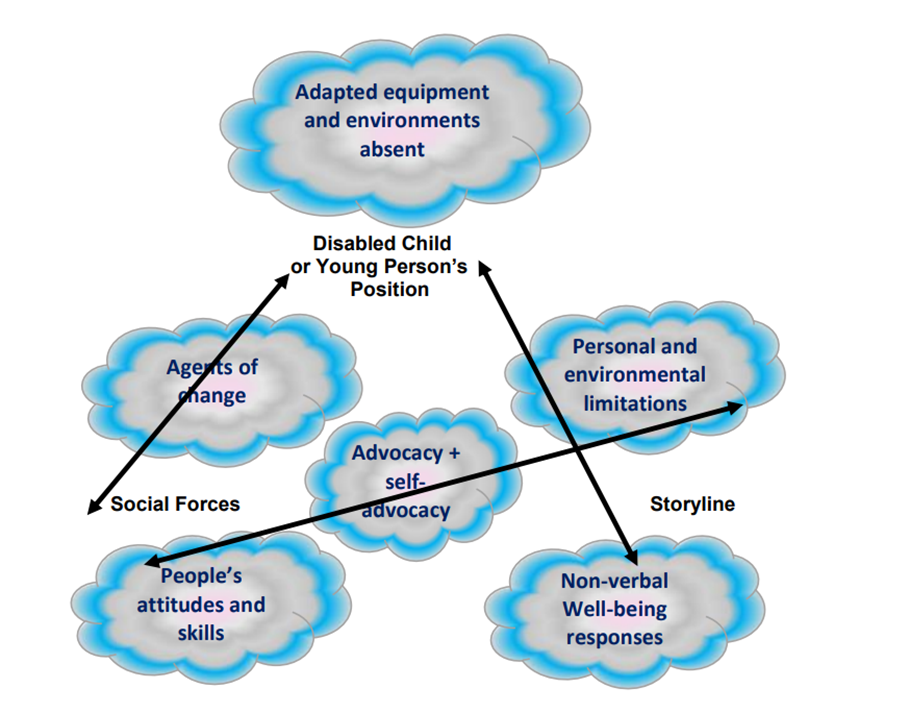 Adapted equipment
and environments
absent
Disabled Child
or Young Person’s
Position
Agents of
change
Personal and
environmental
limitations
Advocacy +
self-
advocacy
Social Forces
Storyline
People’s
attitudes and
skills
Non-verbal
Well-being
responses